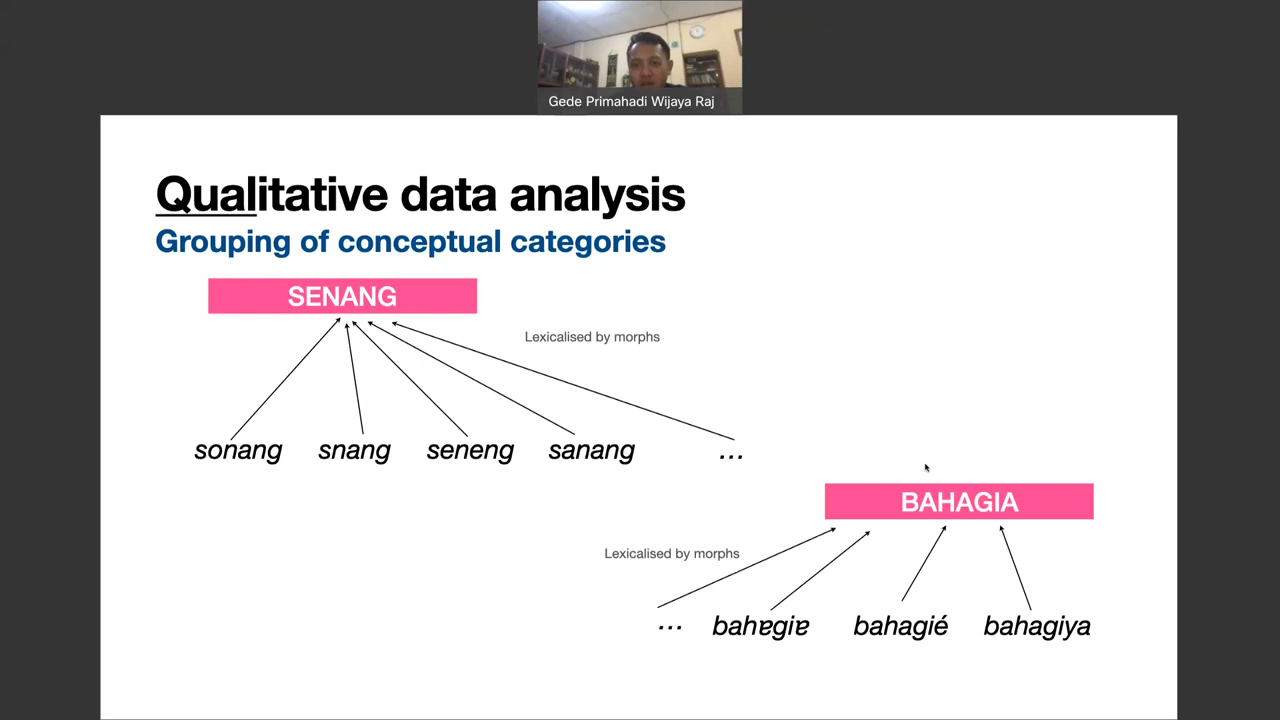 Gede Primahadi Wijaya Raj
Qualitative data analysis
Grouping of conceptual categories
SENANG
Lexicalised by morphs
sonang snang seneng sanang ...
BAHAGIA
Lexicalised by morphs
... bahɐgiɐ bahagié bahagiya